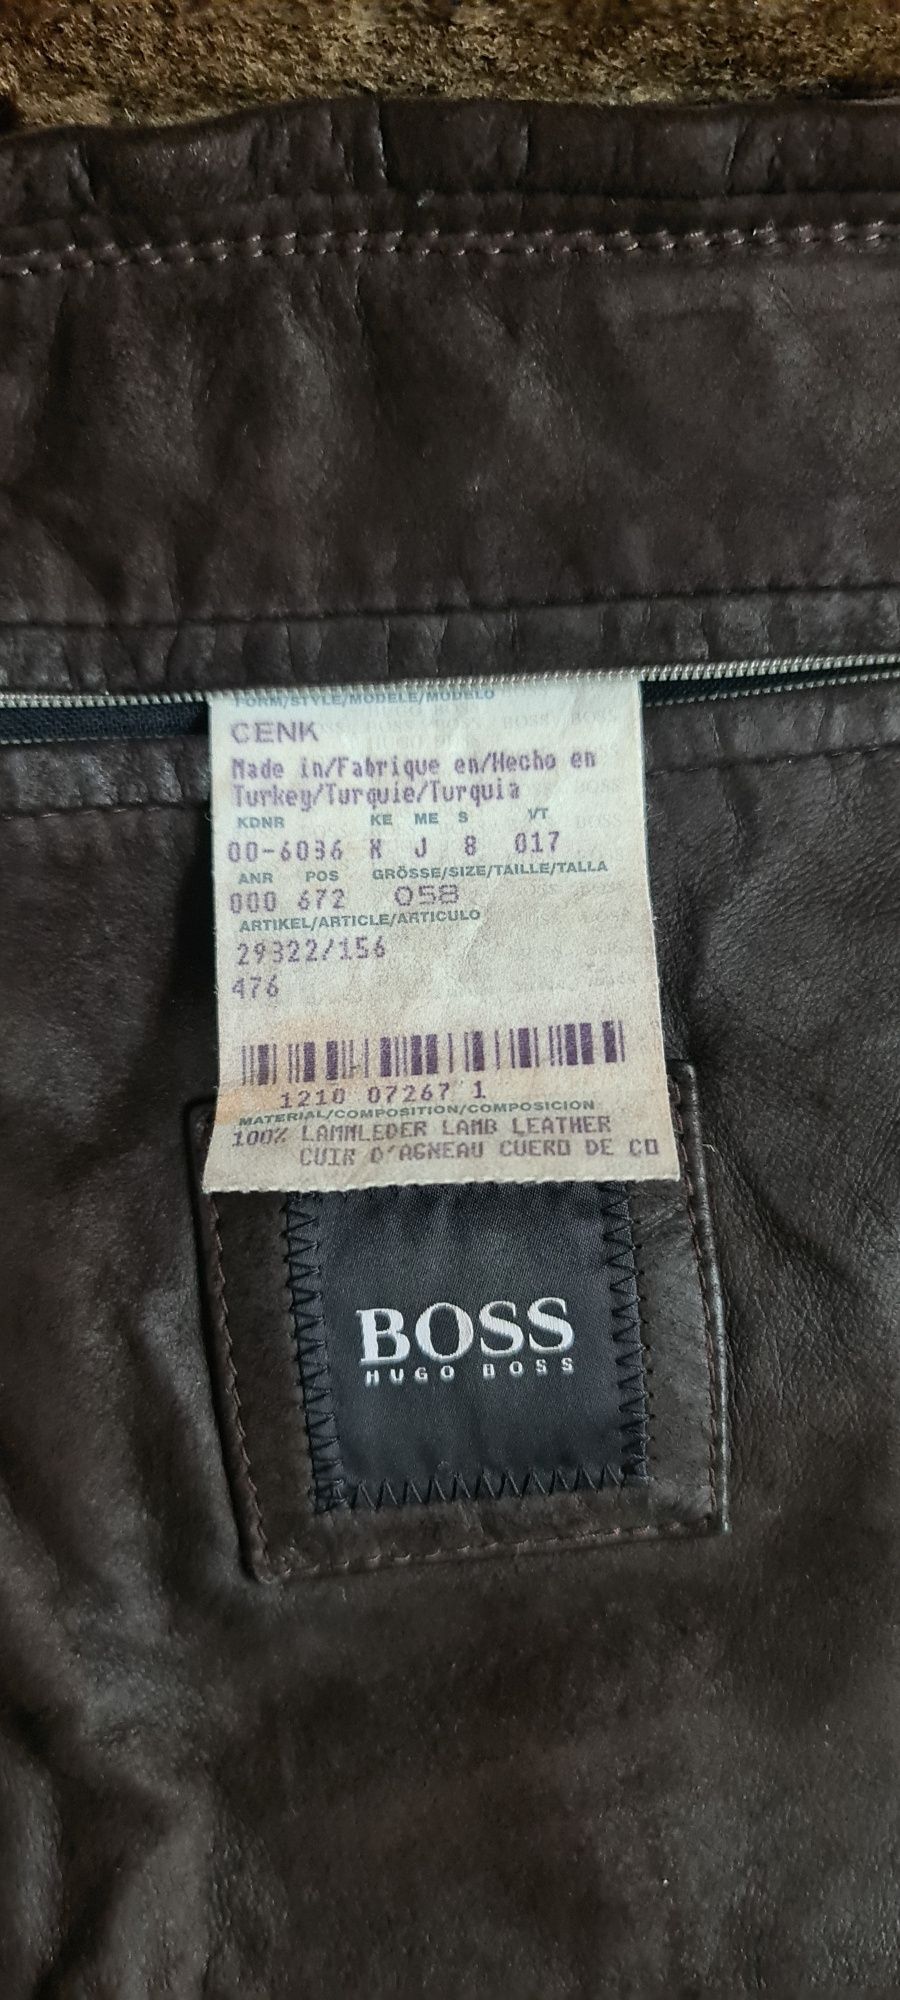 FORM/STYLE/MODELE/MODELO
CENK
Made in/Fabrique en/Hecho en
Turkey/Turquie/Turquia
KDNR KE ME S VT
00-6036 K J 8 017
ANR POS GRÖSSE/SIZE/TAILLE/TALLA
000 672 058
ARTIKEL/ARTICLE/ARTICULO
29322/156
476
1210 07267 1
MATERIAL/COMPOSITION/COMPOSICION
100% LAMMLEDER LAMB LEATHER
CUIR D'AGNEAU CUERO DE CO
BOSS
HUGO BOSS